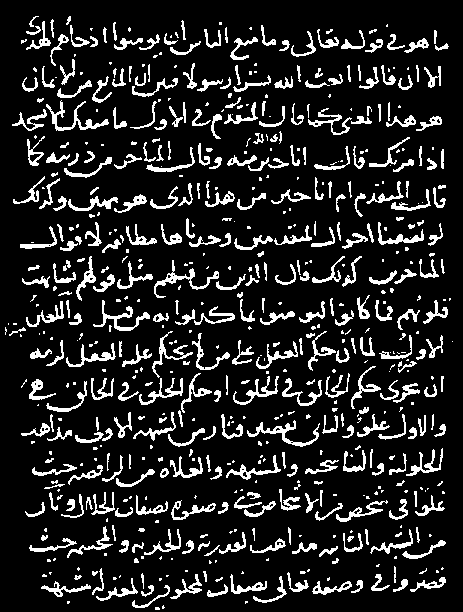 ما هو في قوله تعالى وما منع الناس ان يومنوا اذ جاهم الهدى
الا ان قالوا ابعث الله بشرا رسولا فبين ان المانع من الايمان
هو هذا المعنى كما قال المتقدم في الاول ما منعك الا تسجد
اذ امرتك قال انا خير منه وقال المتاخر من ذريته كما
قال المتقدم ام انا خير من هذا الذى هو مهين وكذلك
لو تعقبنا احوال المتقدمين وجدناها مطابقة لاقوال
المتاخرين كذلك قال الذين من قبلهم مثل قولهم تشابهت
قلوبهم فما كانوا ليومنوا بما كذبوا به من قبل واللعين
الاول لما ان حكم العقل على من لا يحتكم عليه العقل لزمه
ان يجرى حكم الخالق في الخلق او حكم الخلق في الخالق
والاول غلو والثانى تقصير فثار من الشبهة الاولى مذاهب
الحلولية والتناسخية والمشبهة والغلاة من الرافضة حيث
غلوا في شخص من الاشخاص حتى وصفوه بصفات الجلال وثار
من الشبهة الثانية مذاهب القدرية والجبرية والمجسمة حيث
قصروا في وصفه تعالى بصفات المخلوقين والمعتزلة مشبهة